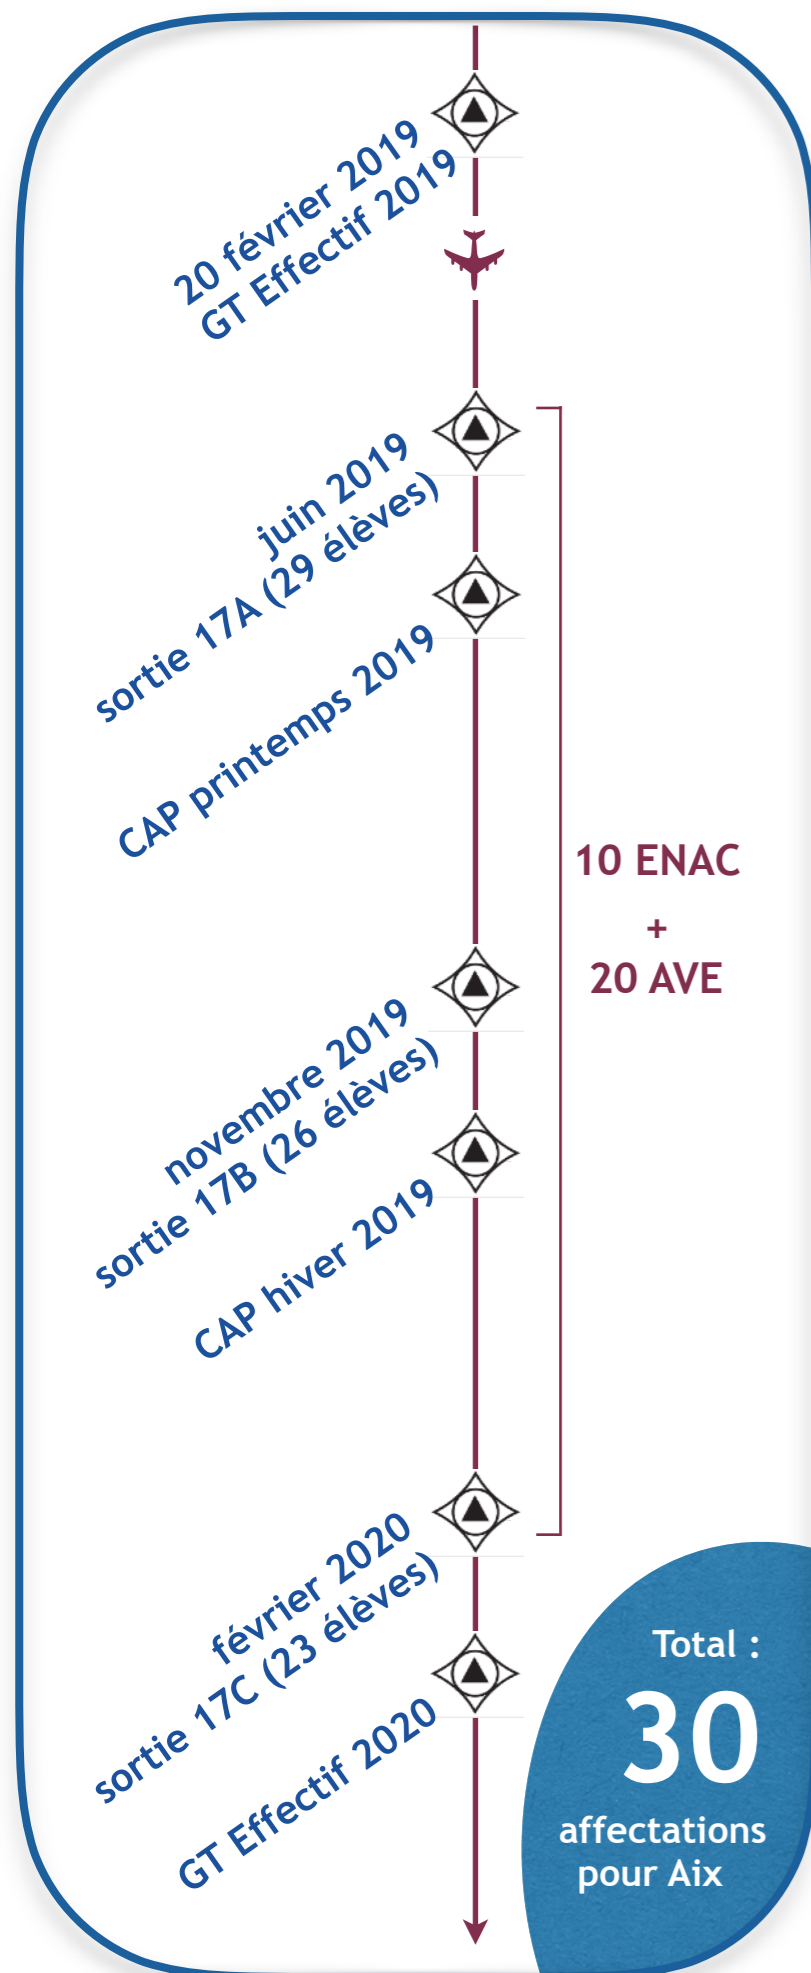 20 février 2019
GT Effectif 2019
juin 2019
sortie 17A (29 élèves)
CAP printemps 2019
10 ENAC
+
20 AVE
novembre 2019
sortie 17B (26 élèves)
CAP hiver 2019
février 2020
sortie 17C (23 élèves)
GT Effectif 2020
Total :
30
affectations
pour Aix